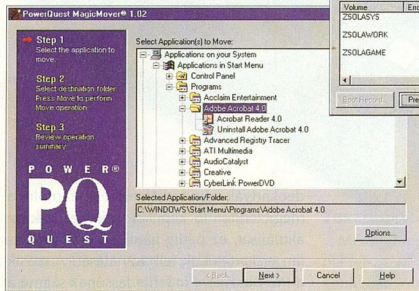 PowerQuest MagicMover® 1.02
Step 1
Select the application to
move.
Step 2
Select destination folder
Press Move to perform
Move operation
Step 3
Review operation
summary
POWER®
PQ
QUEST
Select Application(s) to Move:
Applications on your System
Applications in Start Menu
Control Panel
Programs
Acclaim Entertainment
Adobe Acrobat 4.0
Acrobat Reader 4.0
Uninstall Adobe Acrobat 4.0
Advanced Registry Tracer
ATI Multimedia
AudioCatalyst
Creative
CyberLink PowerDVD
Selected Application/Folder:
C:\WINDOWS\Start Menu\Programs\Adobe Acrobat 4.0
Options...
< Back
Next >
Cancel
Help
Volume
ZSOLASYS
ZSOLAWORK
ZSOLAGAME
Boot Record...